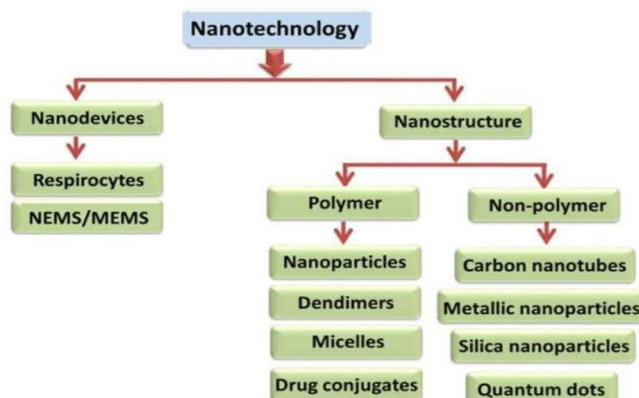 Nanotechnology
Nanodevices
Nanostructure
Respirocytes
NEMS/MEMS
Polymer
Non-polymer
Nanoparticles
Dendimers
Micelles
Drug conjugates
Carbon nanotubes
Metallic nanoparticles
Silica nanoparticles
Quantum dots